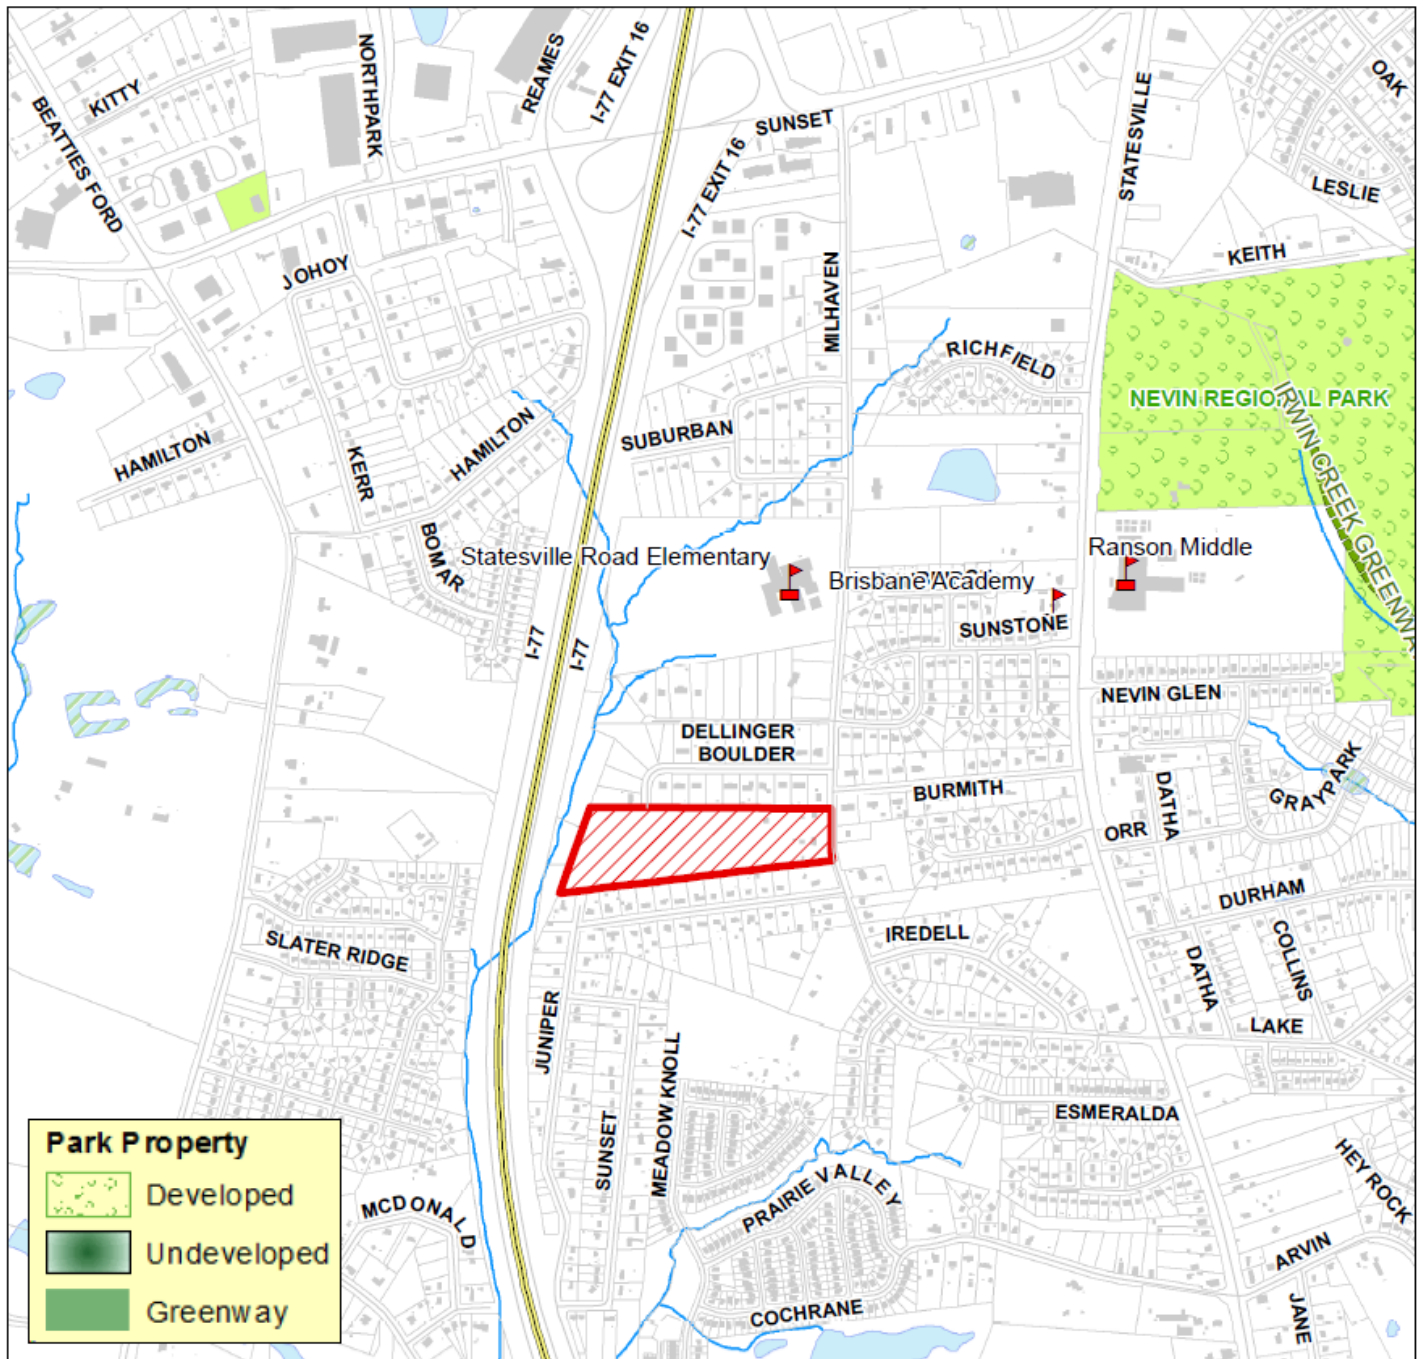 KITTY
BEATTIES FORD
NORTHPARK
REAMES
I-77 EXIT 16
I-77 EXIT 16
SUNSET
STATESVILLE
OAK
LESLIE
KEITH
JOHOY
MILHAVEN
RICHFIELD
NEVIN REGIONAL PARK
IRWIN CREEK GREENWA
HAMILTON
KERR
HAMILTON
SUBURBAN
BOMAR
Statesville Road Elementary
Brisbane Academy
Ranson Middle
SUNSTONE
I-77
I-77
NEVIN GLEN
DELLINGER
BOULDER
BURMITH
ORR
DATHA
GRAYPARK
DURHAM
COLLINS
DATHA
LAKE
IREDELL
SLATER RIDGE
JUNIPER
SUNSET
MEADOW KNOLL
ESMERALDA
PRAIRIE VALLEY
HEYROCK
ARVIN
JANE
COCHRANE
MCDONALD
Park Property
Developed
Undeveloped
Greenway